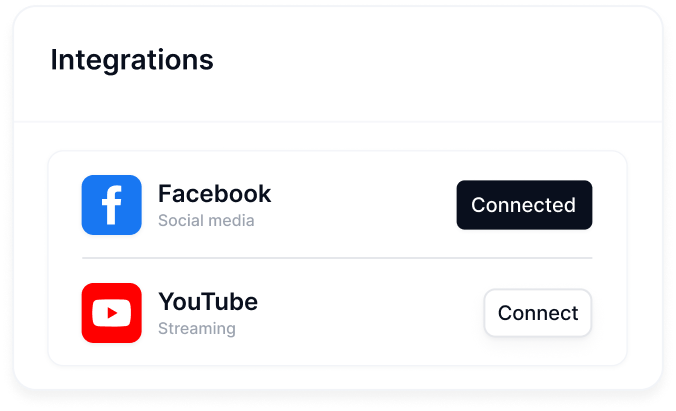 Integrations
Facebook
Social media
Connected
YouTube
Streaming
Connect